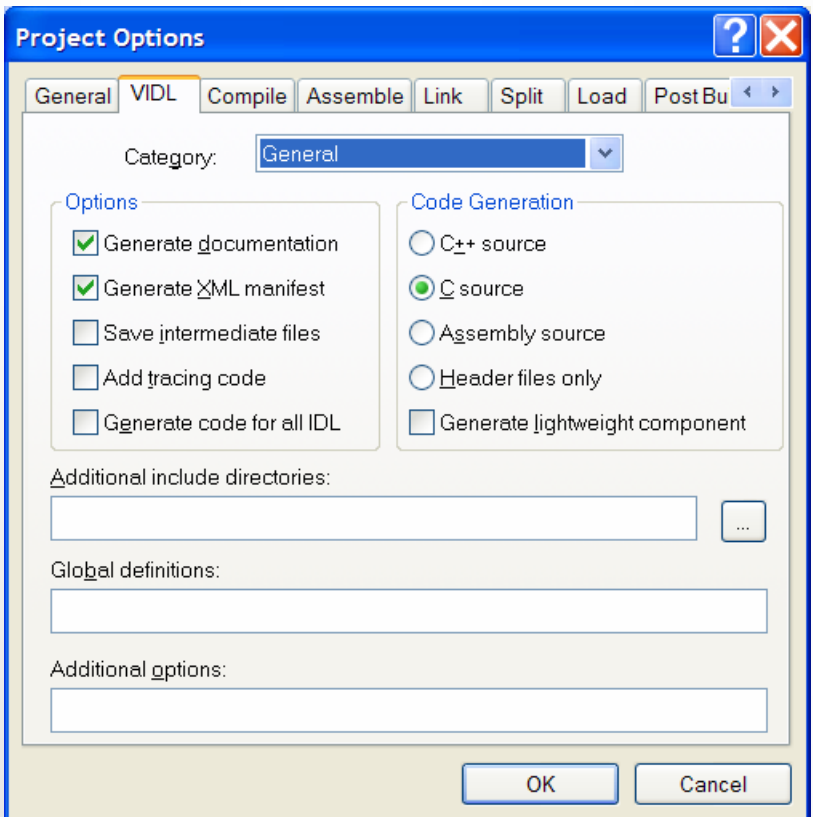 Project Options
General VIDL Compile Assemble Link Split Load Post Bu
Category: General
Options
Generate documentation
Generate XML manifest
Save intermediate files
Add tracing code
Generate code for all IDL
Code Generation
C++ source
C source
Assembly source
Header files only
Generate lightweight component
Additional include directories:
...
Global definitions:
Additional options:
OK Cancel